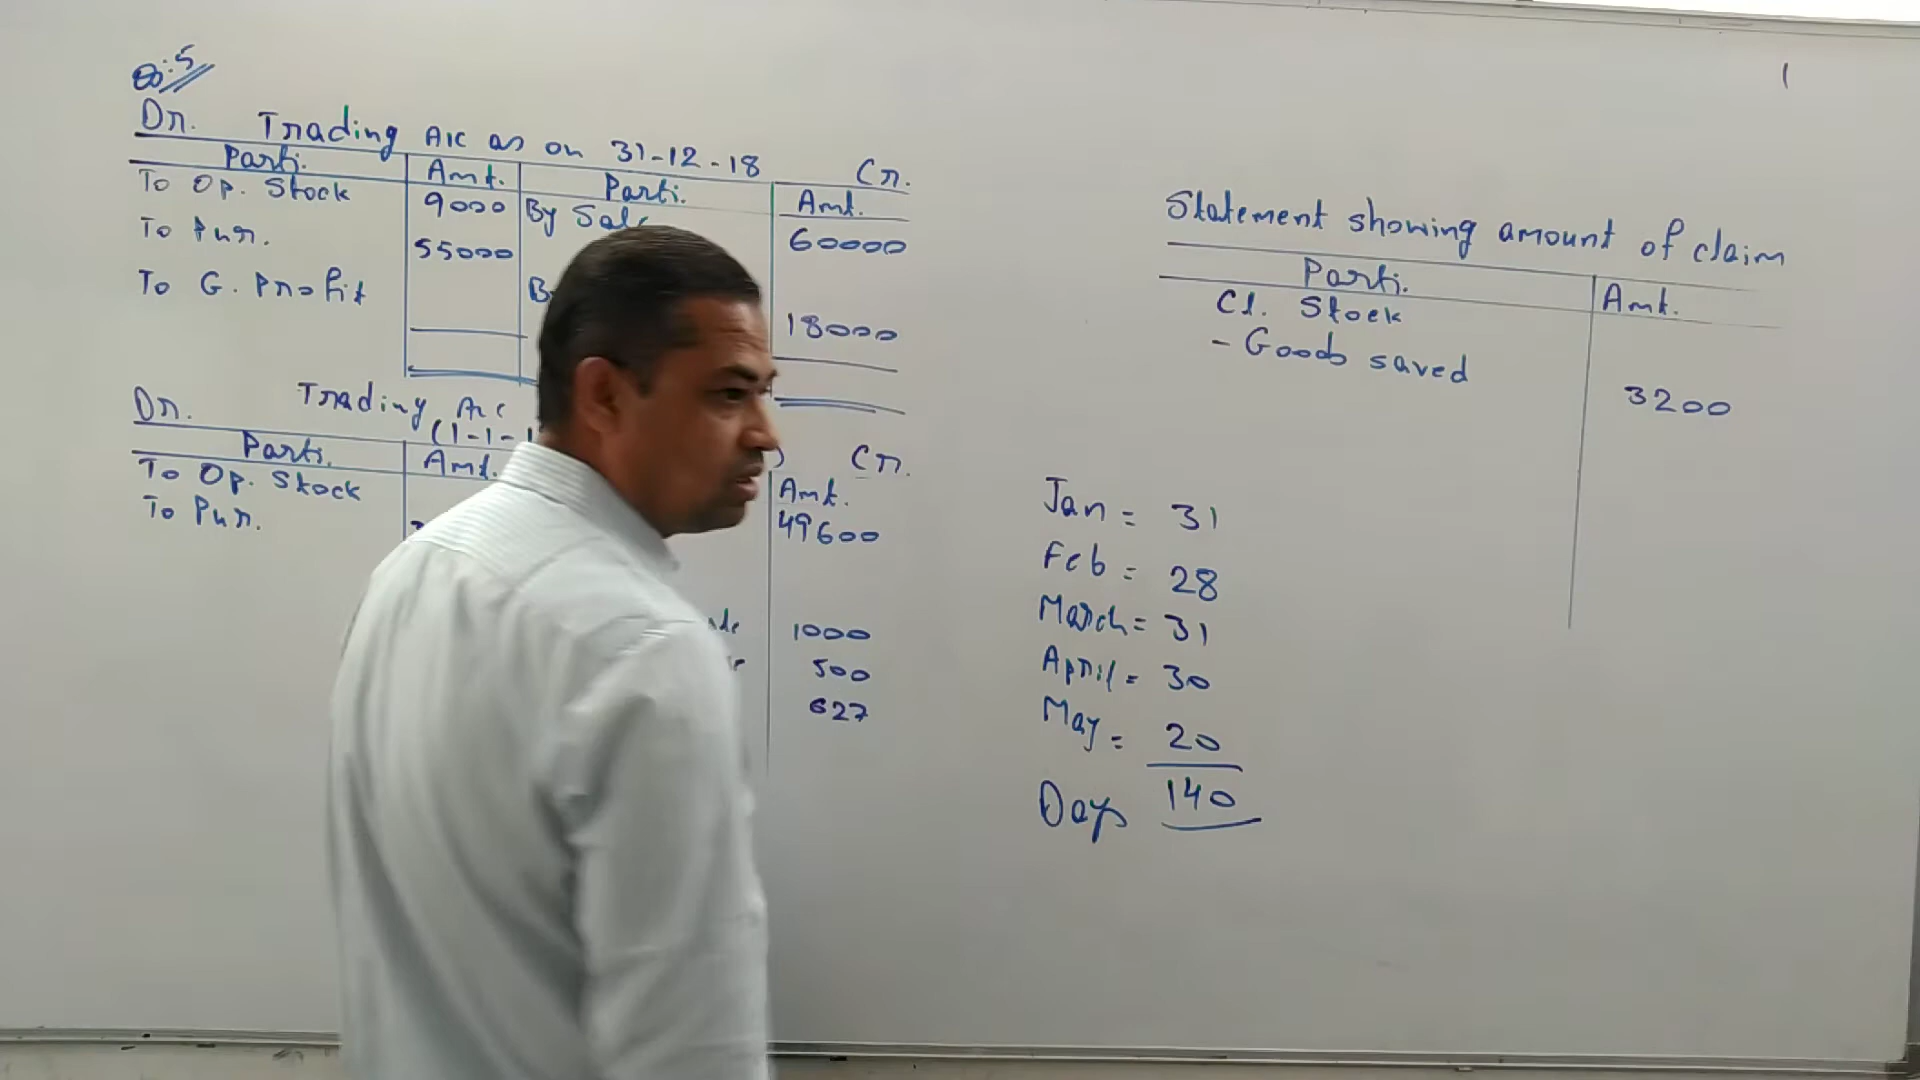 Q:5
Dr. Trading A/c as on 31-12-18 Cr.
Parti. Amt. Parti. Amt.
To Op. Stock 9000 By Sale 60000
To Pur. 55000
To G. Profit 18000
Dr. Trading A/c Cr.
(1-1-1 )
Parti. Amt. Amt.
To Op. Stock 49600
To Pur.
1000
500
627
1
Statement showing amount of claim
Parti. Amt.
Cl. Stock
- Goods saved 3200
Jan = 31
Feb = 28
March = 31
April = 30
May = 20
Days 140